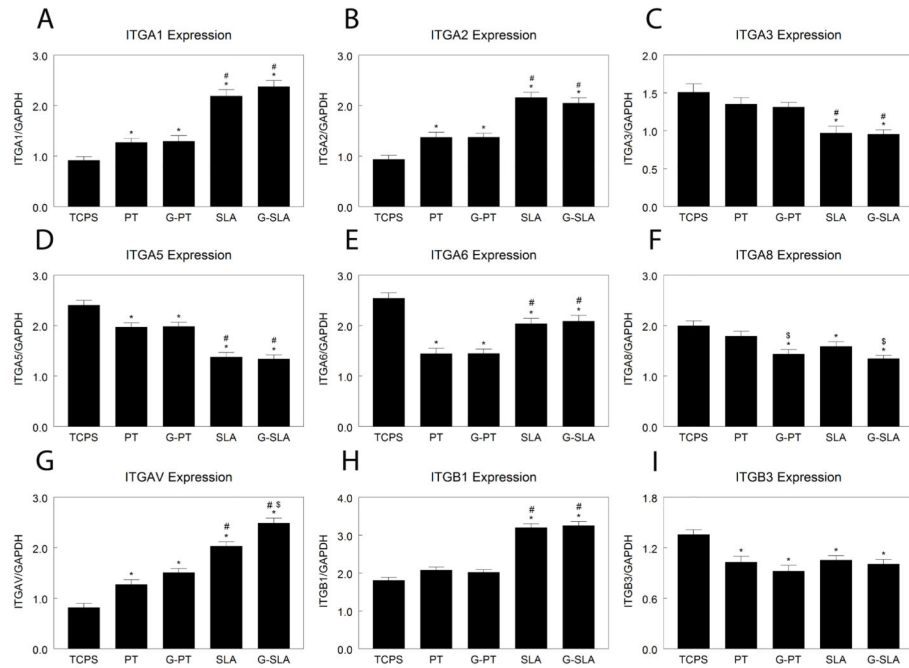 A
ITGA1 Expression
ITGA1/GAPDH
3.0
2.0
1.0
0.0
*
*
#
*
#
*
TCPS PT G-PT SLA G-SLA
B
ITGA2 Expression
ITGA2/GAPDH
3.0
2.0
1.0
0.0
*
*
#
*
#
*
TCPS PT G-PT SLA G-SLA
C
ITGA3 Expression
ITGA3/GAPDH
1.5
1.5
1.0
0.5
0.0
#
*
#
*
TCPS PT G-PT SLA G-SLA
D
ITGA5 Expression
ITGA5/GAPDH
3.0
2.0
1.0
0.0
*
*
#
*
#
*
TCPS PT G-PT SLA G-SLA
E
ITGA6 Expression
ITGA6/GAPDH
3.0
2.0
1.0
0.0
*
*
#
*
#
*
TCPS PT G-PT SLA G-SLA
F
ITGA8 Expression
ITGA8/GAPDH
3.0
2.0
1.0
0.0
$
*
*
$
*
TCPS PT G-PT SLA G-SLA
G
ITGAV Expression
ITGAV/GAPDH
3.0
2.0
1.0
0.0
*
*
#
*
# $
*
TCPS PT G-PT SLA G-SLA
H
ITGB1 Expression
ITGB1/GAPDH
4.0
3.0
2.0
1.0
0.0
#
*
#
*
TCPS PT G-PT SLA G-SLA
I
ITGB3 Expression
ITGB3/GAPDH
1.8
1.2
0.6
0.0
*
*
*
*
TCPS PT G-PT SLA G-SLA